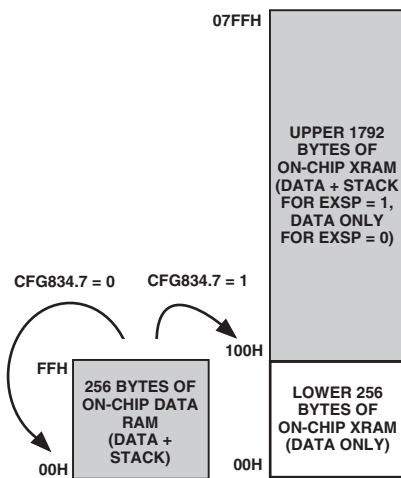 07FFH
UPPER 1792
BYTES OF
ON-CHIP XRAM
(DATA + STACK
FOR EXSP = 1,
DATA ONLY
FOR EXSP = 0)
CFG834.7 = 0
CFG834.7 = 1
100H
FFH
256 BYTES OF
ON-CHIP DATA
RAM
(DATA +
STACK)
00H
LOWER 256
BYTES OF
ON-CHIP XRAM
(DATA ONLY)
00H